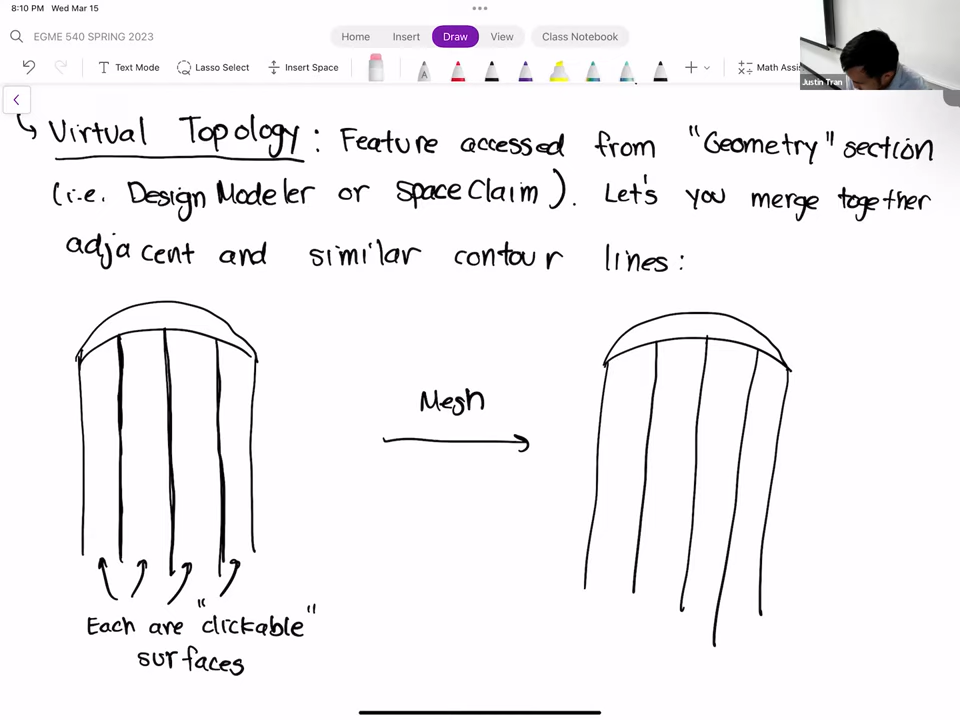 8:10 PM Wed Mar 15
EGME 540 SPRING 2023
Home Insert Draw View Class Notebook
Text Mode Lasso Select Insert Space Math Assis
Justin Tran
Virtual Topology : Feature accessed from "Geometry" section
(i.e. Design Modeler or SpaceClaim). Let's you merge together
adjacent and similar contour lines :
Mesh
Each are "clickable"
surfaces